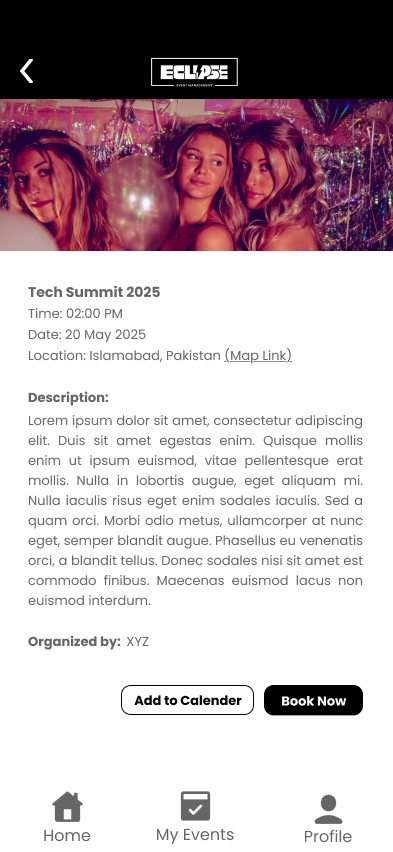 ECLIPSE
EVENT MANAGEMENT
Tech Summit 2025
Time: 02:00 PM
Date: 20 May 2025
Location: Islamabad, Pakistan (Map Link)
Description:
Lorem ipsum dolor sit amet, consectetur adipiscing
elit. Duis sit amet egestas enim. Quisque mollis
enim ut ipsum euismod, vitae pellentesque erat
mollis. Nulla in lobortis augue, eget aliquam mi.
Nulla iaculis risus eget enim sodales iaculis. Sed a
quam orci. Morbi odio metus, ullamcorper at nunc
eget, semper blandit augue. Phasellus eu venenatis
orci, a blandit tellus. Donec sodales nisi sit amet est
commodo finibus. Maecenas euismod lacus non
euismod interdum.
Organized by: XYZ
Add to Calender Book Now
Home My Events Profile